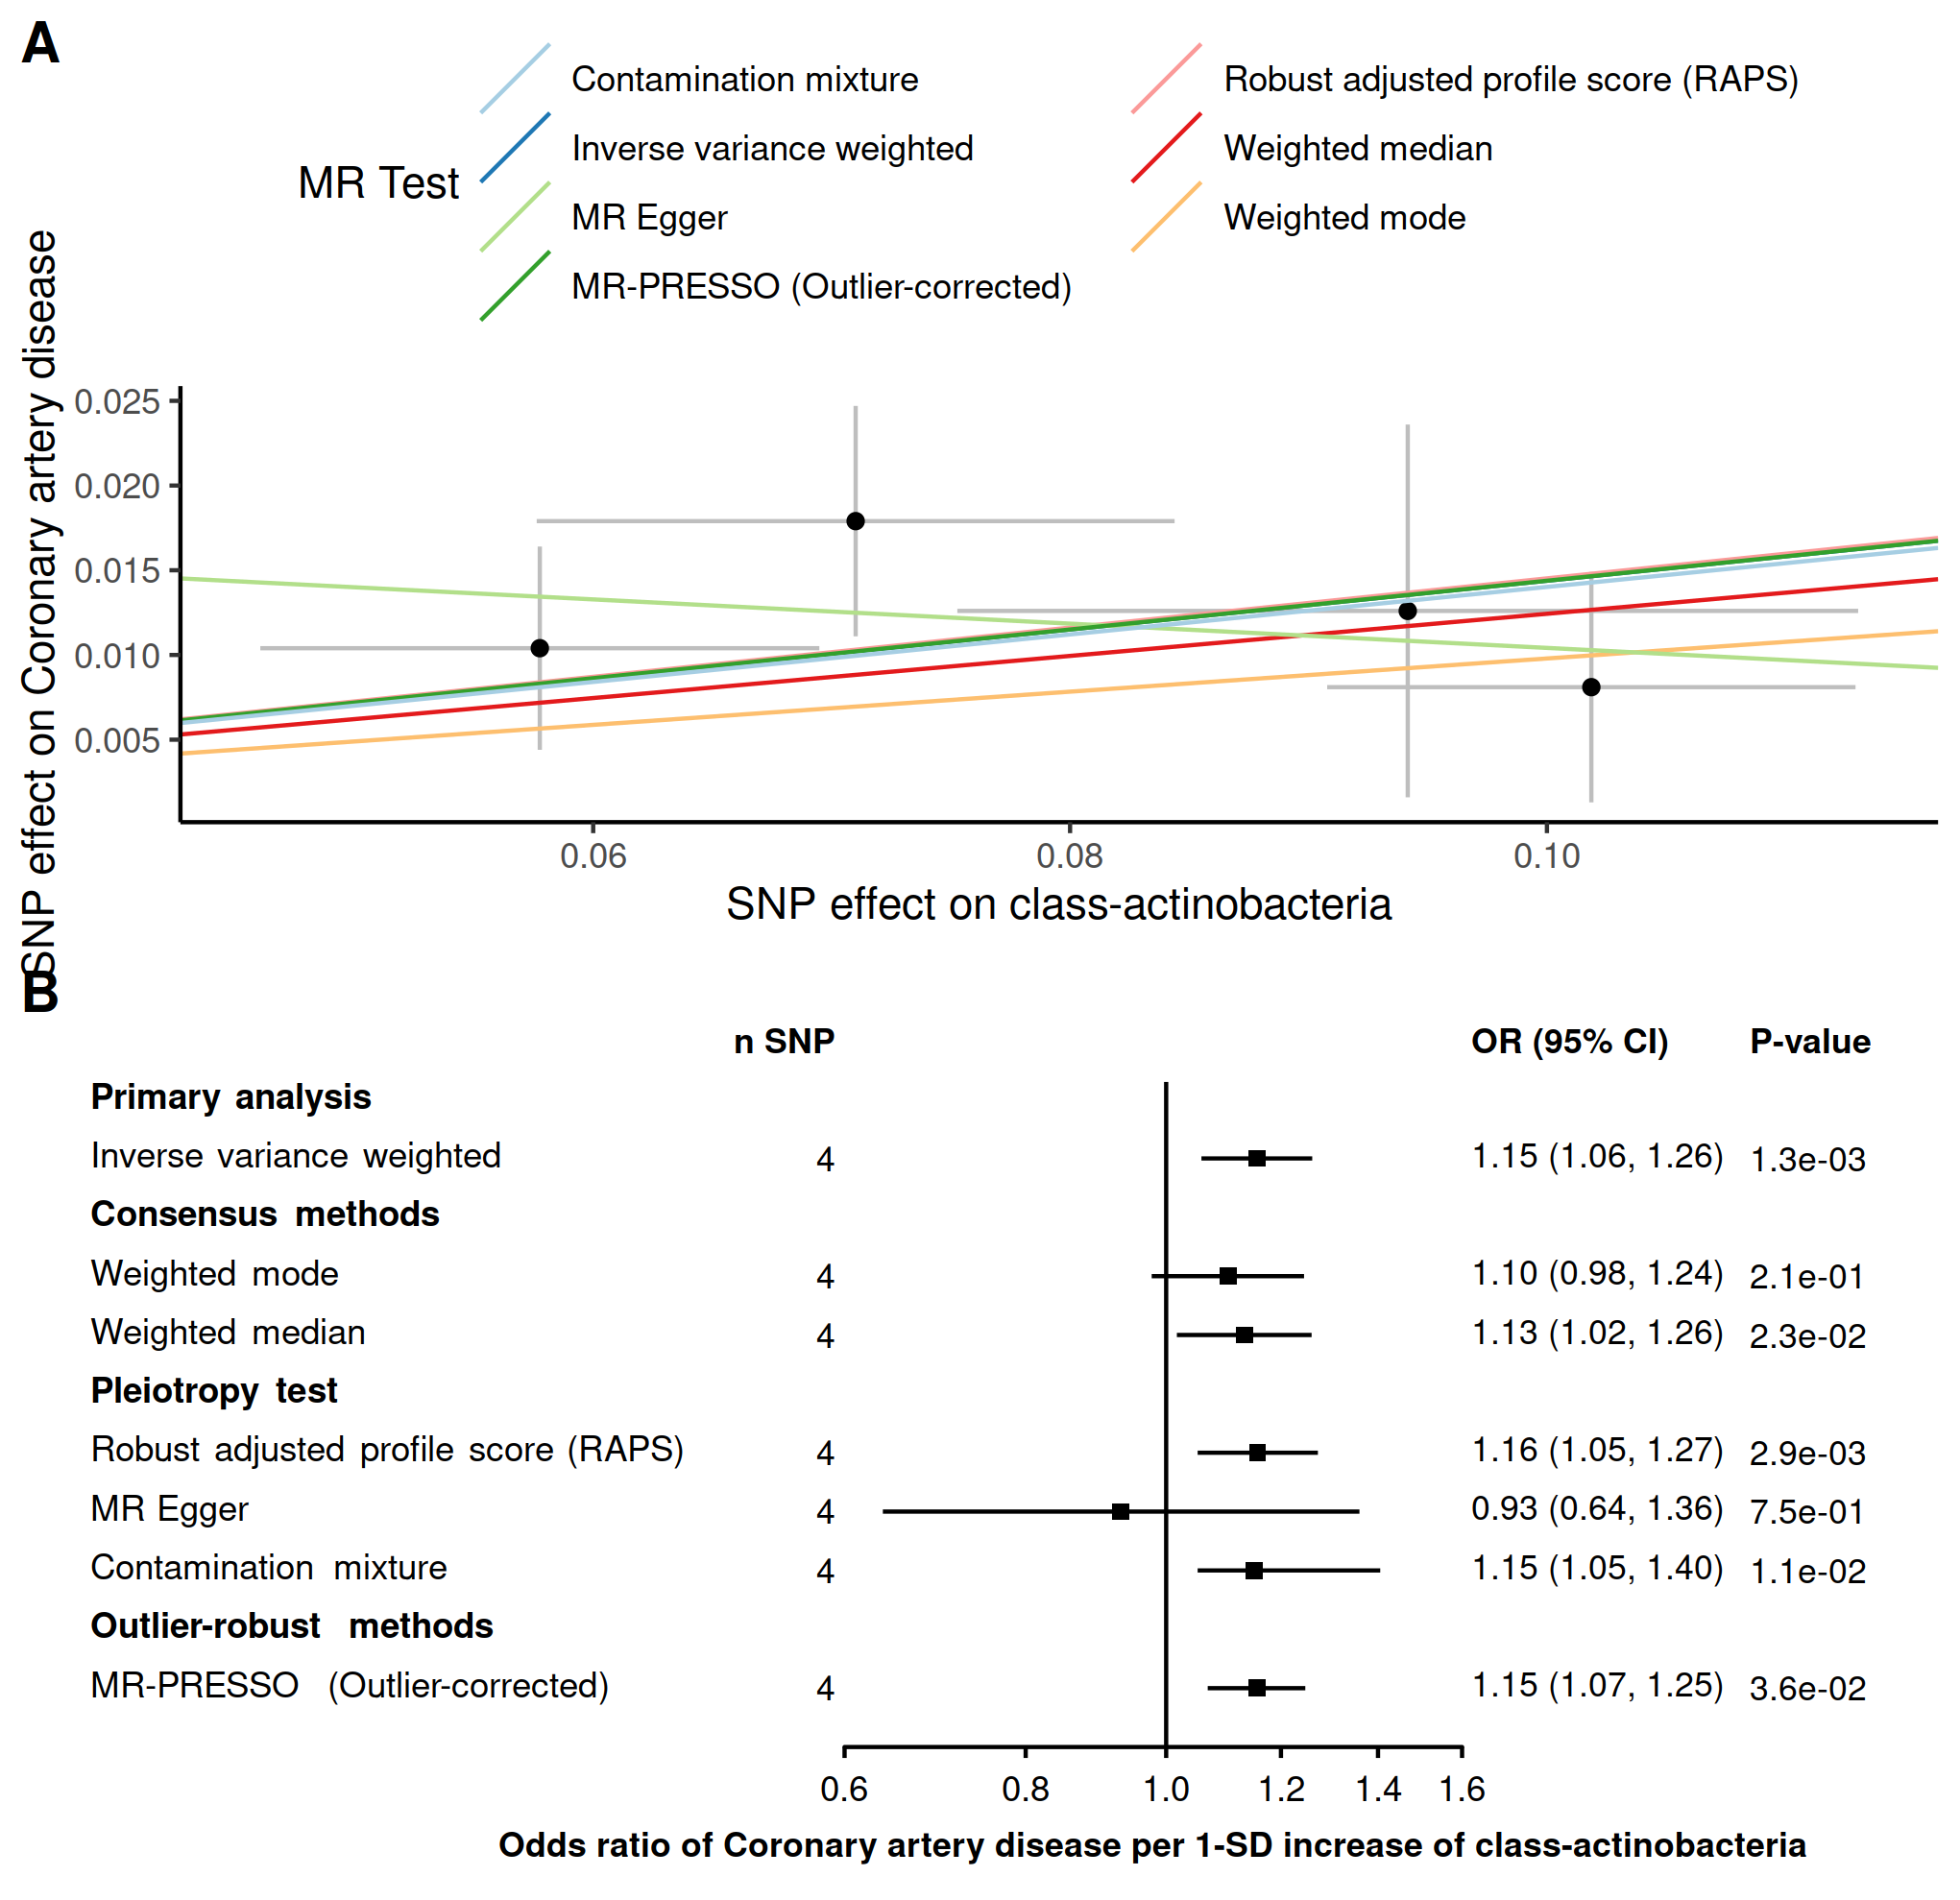 A
MR Test
Contamination mixture
Inverse variance weighted
MR Egger
MR-PRESSO (Outlier-corrected)
Robust adjusted profile score (RAPS)
Weighted median
Weighted mode
SNP effect on Coronary artery disease
0.025
0.020
0.015
0.010
0.005
0.06 0.08 0.10
SNP effect on class-actinobacteria
B
n SNP OR (95% CI) P-value
Primary analysis
Inverse variance weighted 4 1.15 (1.06, 1.26) 1.3e-03
Consensus methods
Weighted mode 4 1.10 (0.98, 1.24) 2.1e-01
Weighted median 4 1.13 (1.02, 1.26) 2.3e-02
Pleiotropy test
Robust adjusted profile score (RAPS) 4 1.16 (1.05, 1.27) 2.9e-03
MR Egger 4 0.93 (0.64, 1.36) 7.5e-01
Contamination mixture 4 1.15 (1.05, 1.40) 1.1e-02
Outlier-robust methods
MR-PRESSO (Outlier-corrected) 4 1.15 (1.07, 1.25) 3.6e-02
0.6 0.8 1.0 1.2 1.4 1.6
Odds ratio of Coronary artery disease per 1-SD increase of class-actinobacteria